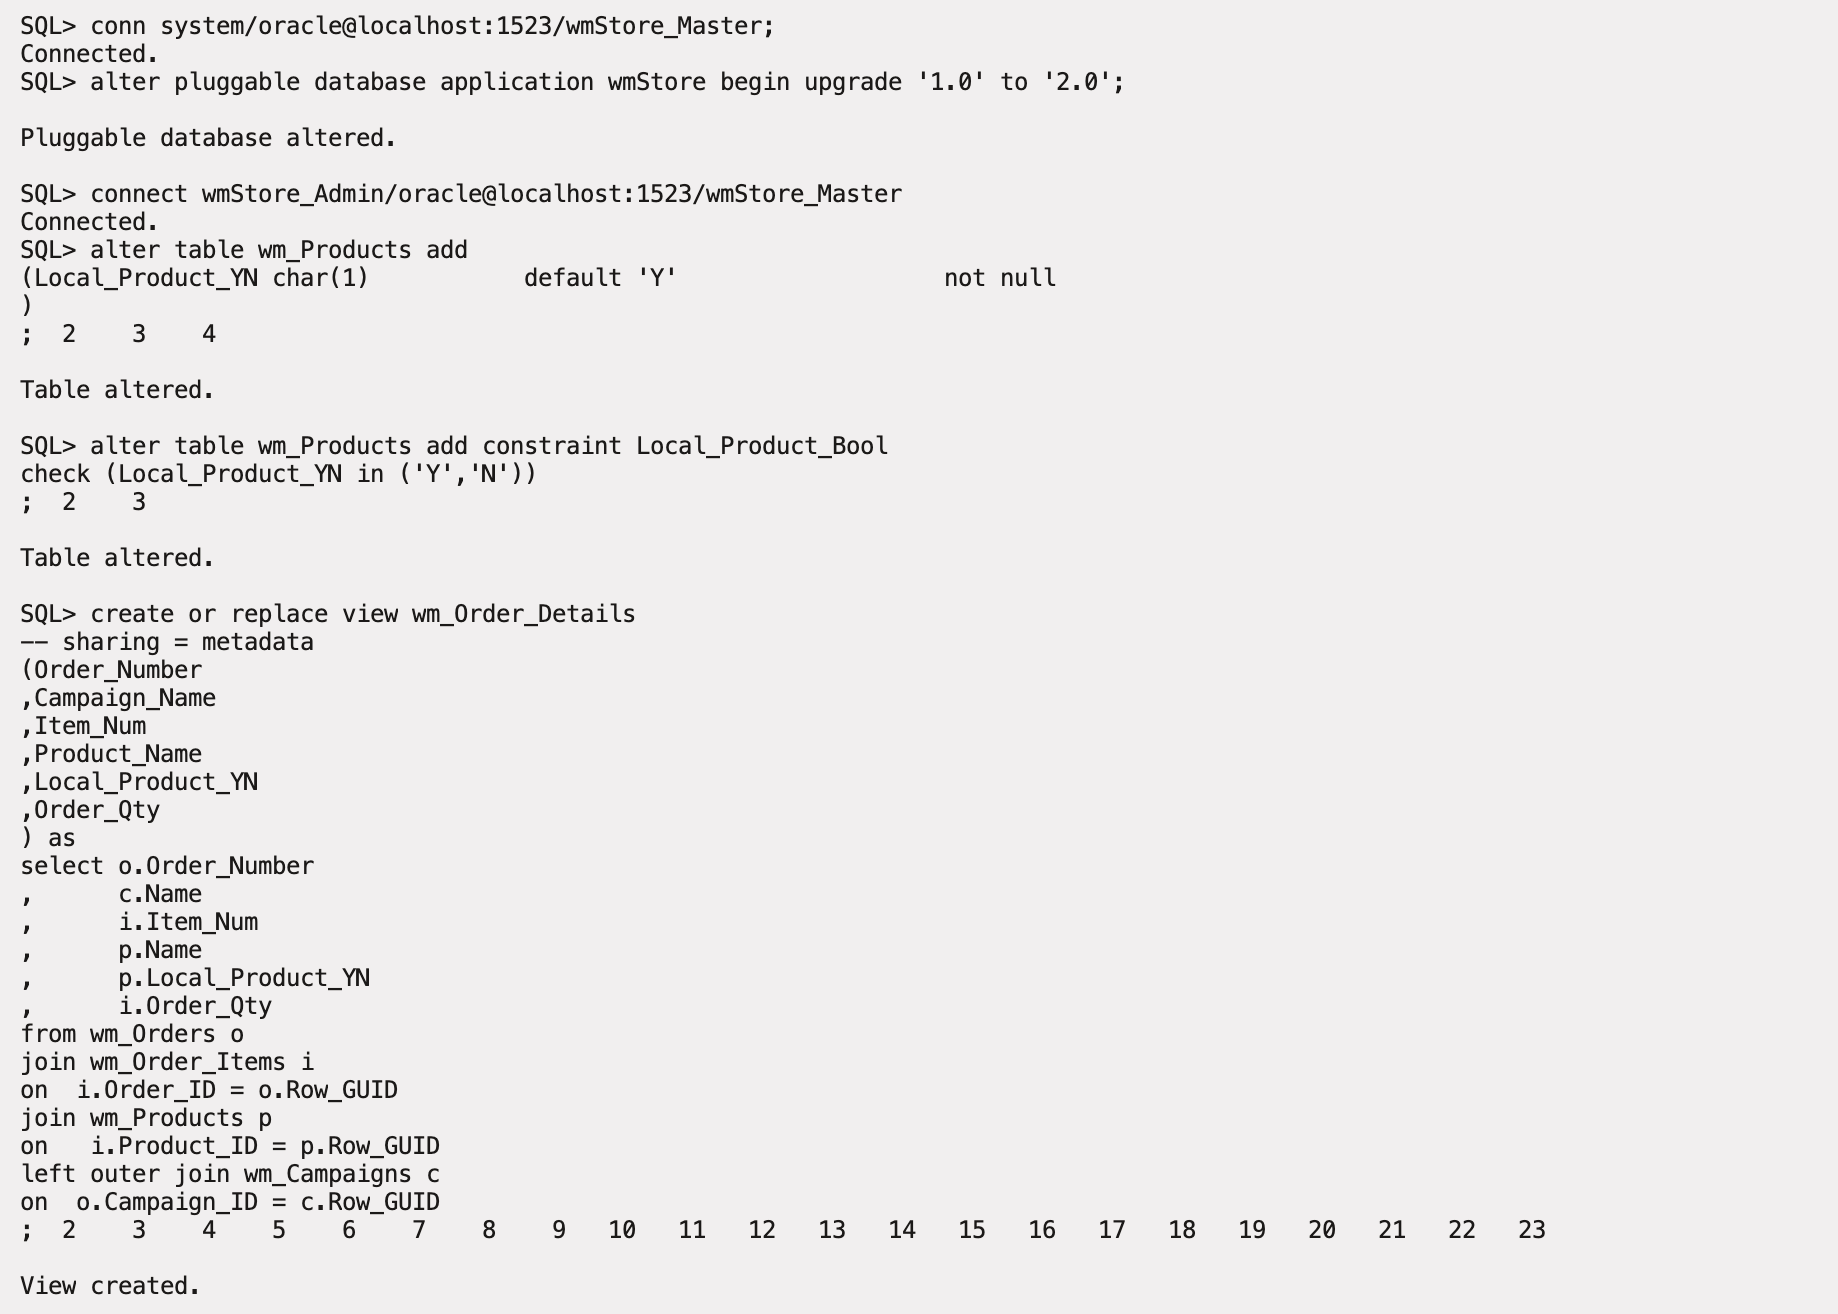 SQL> conn system/oracle@localhost:1523/wmStore_Master;
Connected.
SQL> alter pluggable database application wmStore begin upgrade '1.0' to '2.0';
Pluggable database altered.
SQL> connect wmStore_Admin/oracle@localhost:1523/wmStore_Master
Connected.
SQL> alter table wm_Products add
(Local_Product_YN char(1)           default 'Y'                   not null
)
;  2    3    4
Table altered.
SQL> alter table wm_Products add constraint Local_Product_Bool
check (Local_Product_YN in ('Y','N'))
;  2    3
Table altered.
SQL> create or replace view wm_Order_Details
-- sharing = metadata
(Order_Number
,Campaign_Name
,Item_Num
,Product_Name
,Local_Product_YN
,Order_Qty
) as
select o.Order_Number
,      c.Name
,      i.Item_Num
,      p.Name
,      p.Local_Product_YN
,      i.Order_Qty
from wm_Orders o
join wm_Order_Items i
on  i.Order_ID = o.Row_GUID
join wm_Products p
on   i.Product_ID = p.Row_GUID
left outer join wm_Campaigns c
on  o.Campaign_ID = c.Row_GUID
;  2    3    4    5    6    7    8    9   10   11   12   13   14   15   16   17   18   19   20   21   22   23
View created.